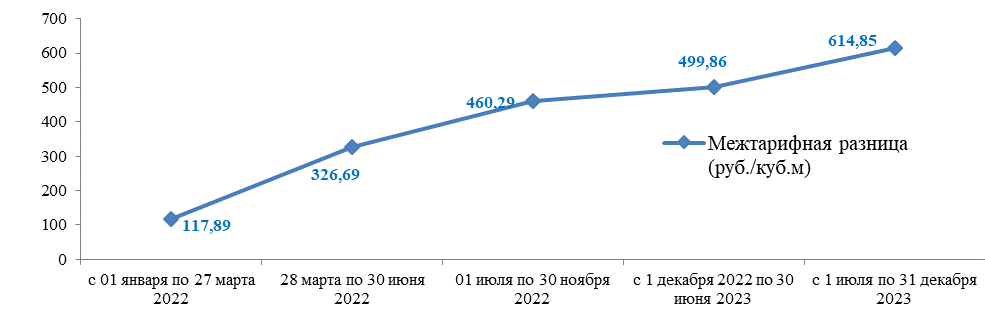 700
600
500
400
300
200
100
0
117,89
326,69
460,29
499,86
614,85
Межтарифная разница
(руб./куб.м)
с 01 января по 27 марта
2022
28 марта по 30 июня
2022
01 июля по 30 ноября
2022
с 1 декабря 2022 по 30
июня 2023
с 1 июля по 31 декабря
2023